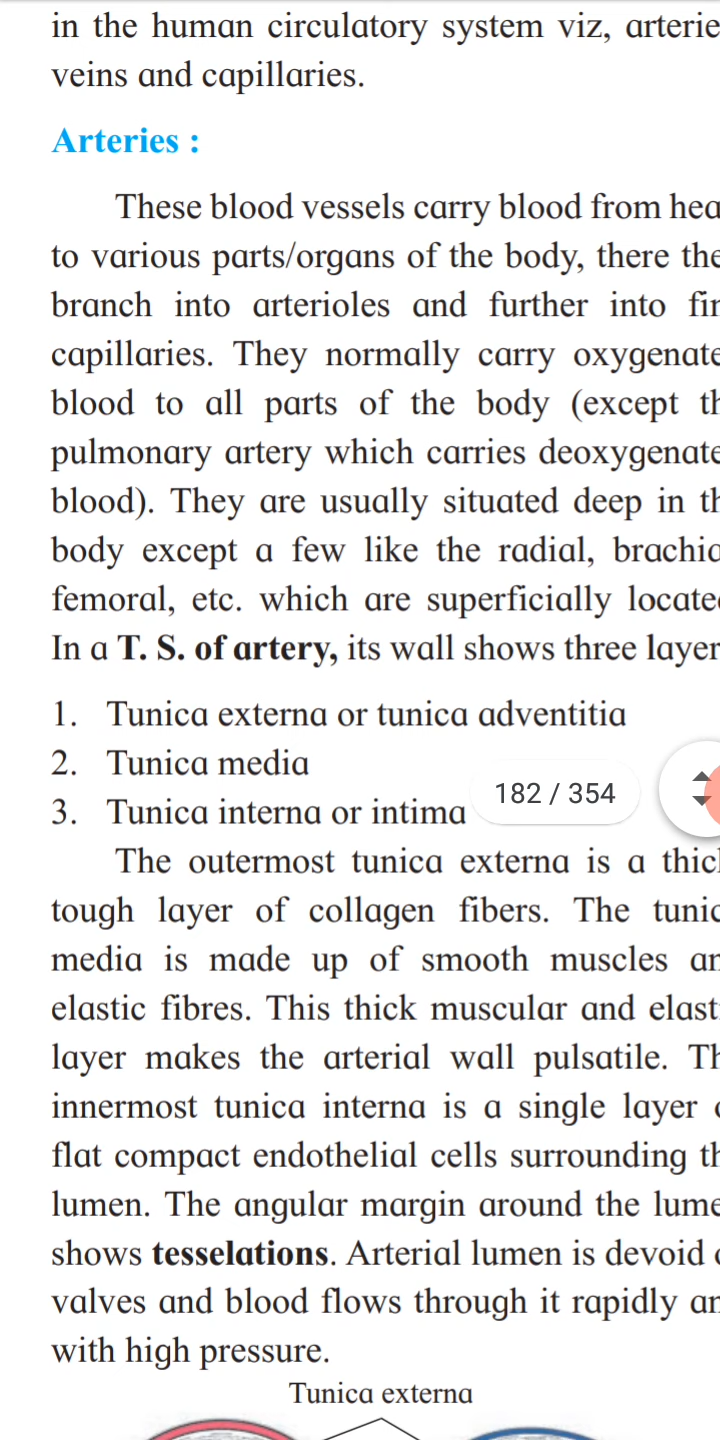 in the human circulatory system viz, arterie
veins and capillaries.
Arteries :
These blood vessels carry blood from hea
to various parts/organs of the body, there the
branch into arterioles and further into fin
capillaries. They normally carry oxygenate
blood to all parts of the body (except th
pulmonary artery which carries deoxygenate
blood). They are usually situated deep in th
body except a few like the radial, brachia
femoral, etc. which are superficially locate
In a T. S. of artery, its wall shows three layer
1. Tunica externa or tunica adventitia
2. Tunica media
182 / 354
3. Tunica interna or intima
The outermost tunica externa is a thic
tough layer of collagen fibers. The tunic
media is made up of smooth muscles an
elastic fibres. This thick muscular and elast
layer makes the arterial wall pulsatile. Th
innermost tunica interna is a single layer
flat compact endothelial cells surrounding th
lumen. The angular margin around the lume
shows tesselations. Arterial lumen is devoid
valves and blood flows through it rapidly an
with high pressure.
Tunica externa